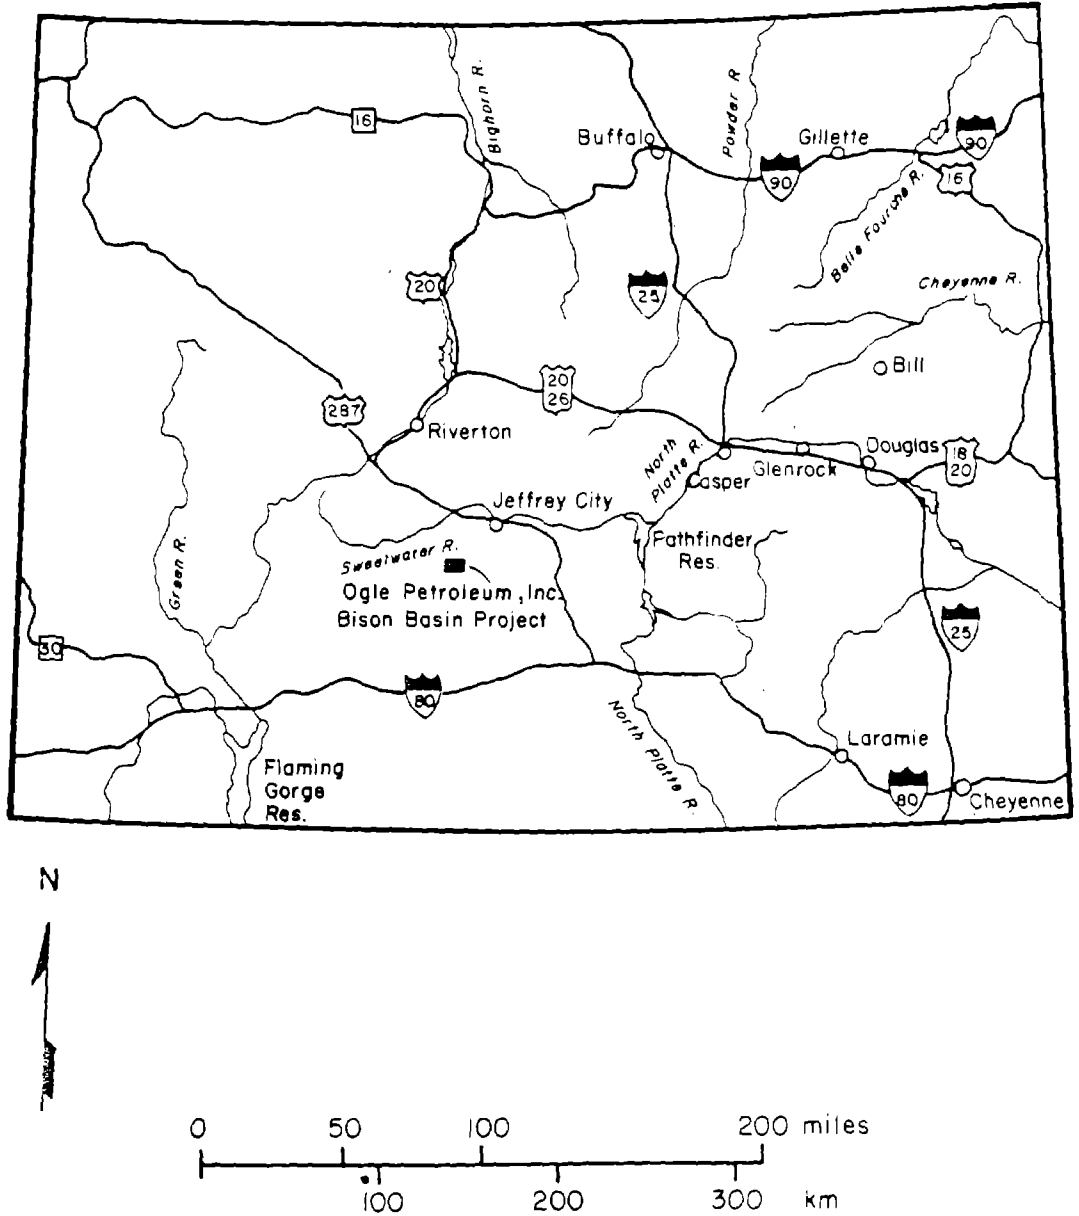 Bighorn R.
Powder R
16
Buffalo
Gillette
90
90
16
Belle Fourche R.
20
25
Cheyenne R.
Bill
20
26
287
Riverton
North
Platte R.
Casper
Glenrock
Douglas
18
20
Jeffrey City
Green R.
Sweetwater R.
Pathfinder
Res.
Ogle Petroleum, Inc.
Bison Basin Project
30
25
80
North Platte R
Laramie
Flaming
Gorge
Res.
80
Cheyenne
N
0 50 100 200 miles
100 200 300 km